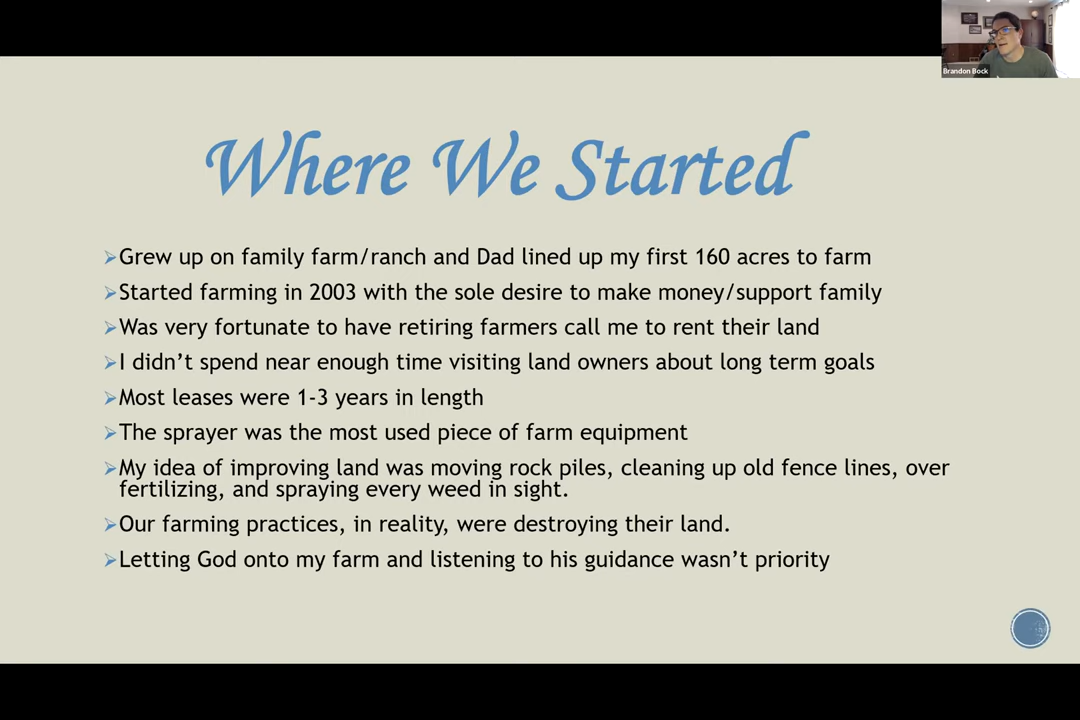 Brandon Bock
Where We Started
Grew up on family farm/ranch and Dad lined up my first 160 acres to farm
Started farming in 2003 with the sole desire to make money/support family
Was very fortunate to have retiring farmers call me to rent their land
I didn't spend near enough time visiting land owners about long term goals
Most leases were 1-3 years in length
The sprayer was the most used piece of farm equipment
My idea of improving land was moving rock piles, cleaning up old fence lines, over
fertilizing, and spraying every weed in sight.
Our farming practices, in reality, were destroying their land.
Letting God onto my farm and listening to his guidance wasn't priority